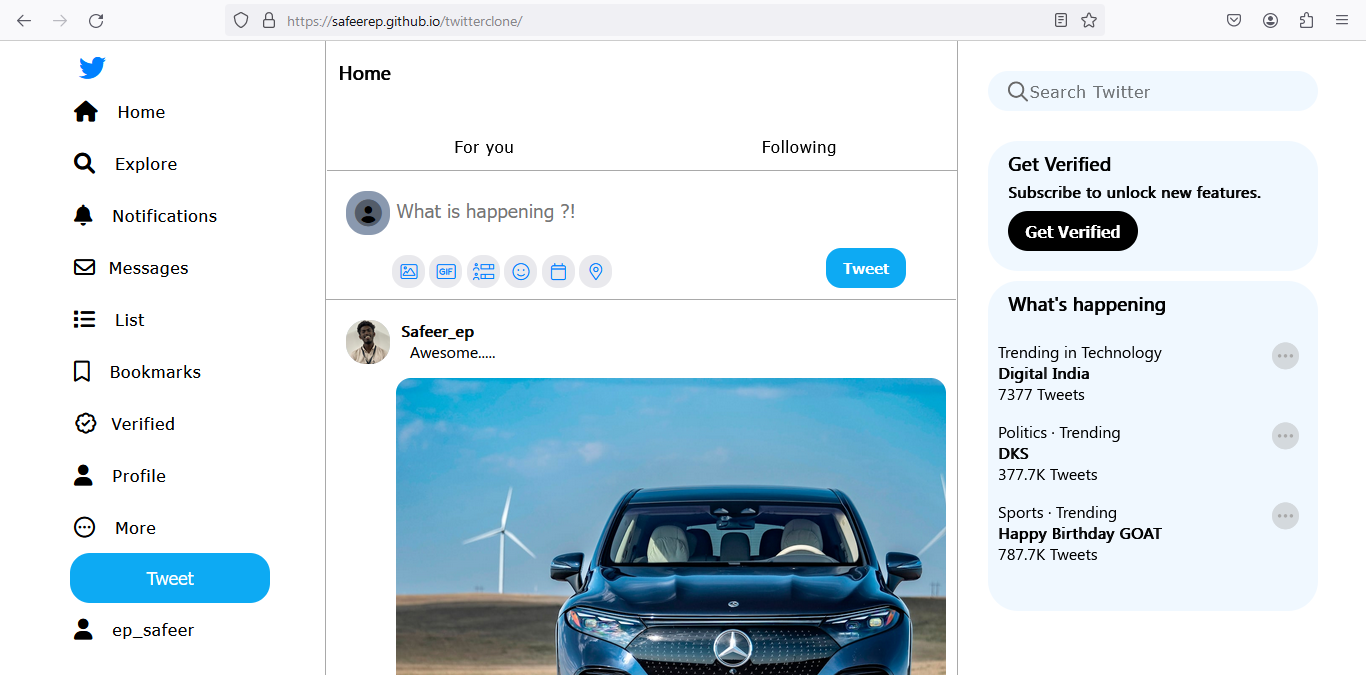 https://safeerep.github.io/twitterclone/
Home
Explore
Notifications
Messages
List
Bookmarks
Verified
Profile
More
Tweet
ep_safeer
Home
For you
Following
What is happening ?!
GIF
Tweet
Safeer_ep
Awesome.....
Search Twitter
Get Verified
Subscribe to unlock new features.
Get Verified
What's happening
Trending in Technology
Digital India
7377 Tweets
Politics · Trending
DKS
377.7K Tweets
Sports · Trending
Happy Birthday GOAT
787.7K Tweets